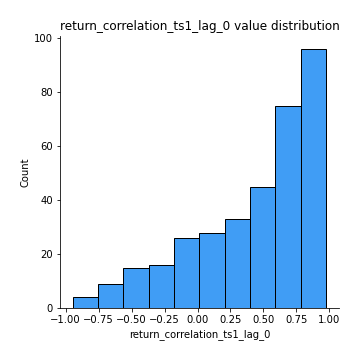 return_correlation_ts1_lag_0 value distribution
100
80
60
40
20
0
Count
−1.00 −0.75 −0.50 −0.25 0.00 0.25 0.50 0.75 1.00
return_correlation_ts1_lag_0